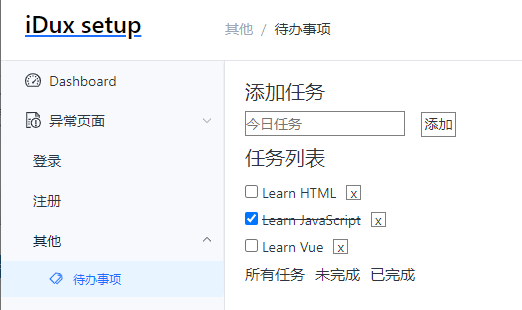 iDux setup
其他 / 待办事项
Dashboard
异常页面
登录
注册
其他
待办事项
添加任务
今日任务 添加
任务列表
Learn HTML x
Learn JavaScript x
Learn Vue x
所有任务 未完成 已完成